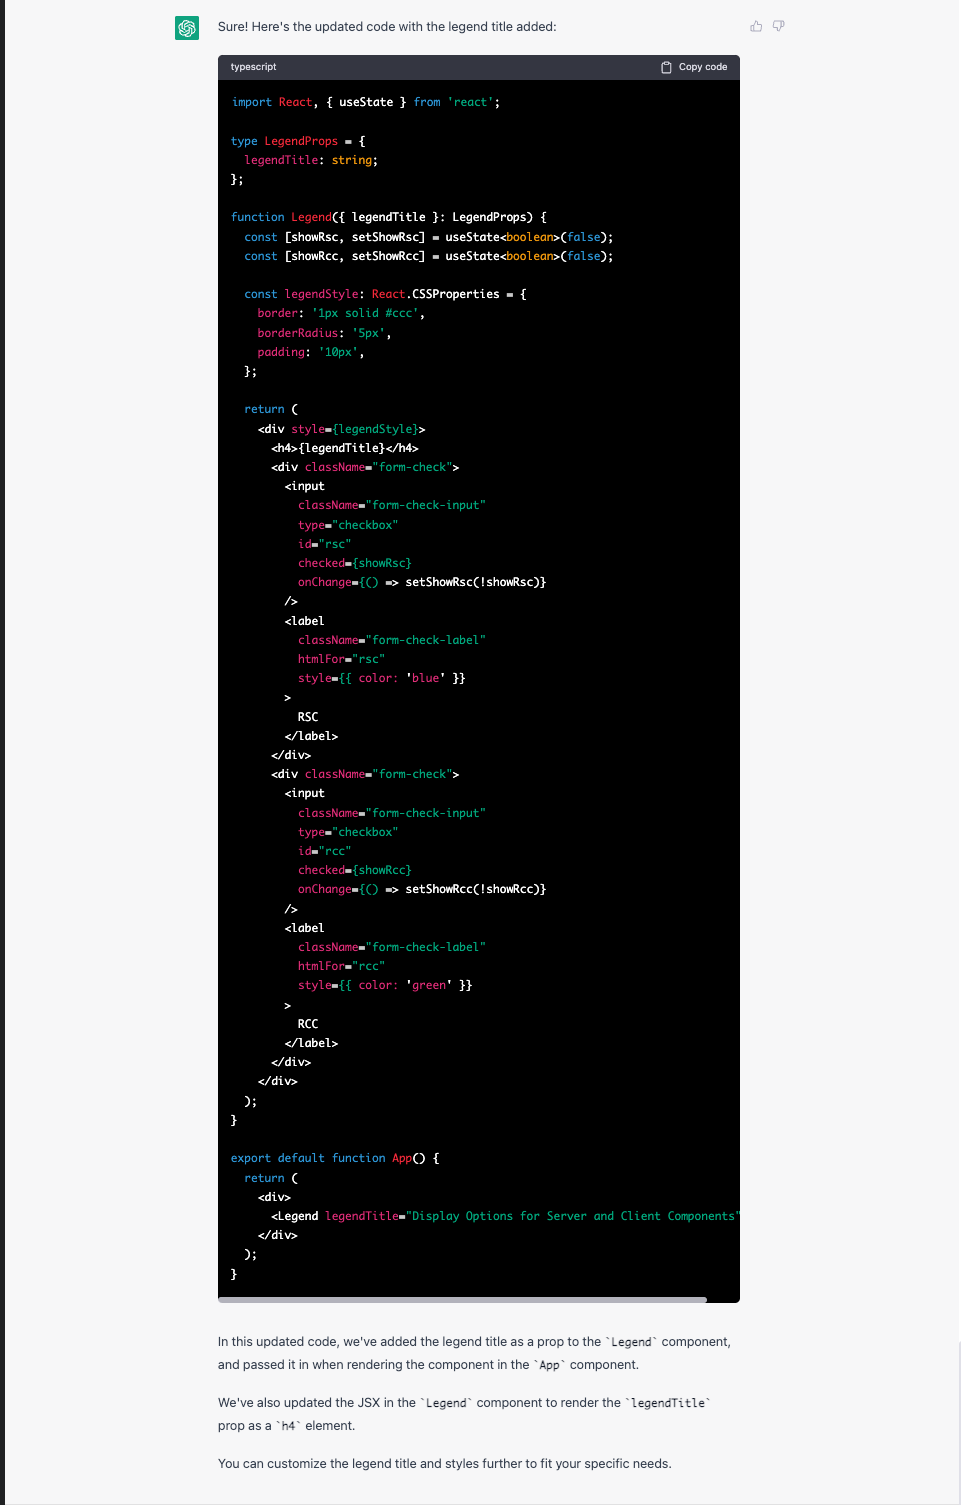 Sure! Here's the updated code with the legend title added:
typescript
Copy code
import React, { useState } from 'react';
type LegendProps = {
  legendTitle: string;
};
function Legend({ legendTitle }: LegendProps) {
  const [showRsc, setShowRsc] = useState<boolean>(false);
  const [showRcc, setShowRcc] = useState<boolean>(false);
  const legendStyle: React.CSSProperties = {
    border: '1px solid #ccc',
    borderRadius: '5px',
    padding: '10px',
  };
  return (
    <div style={legendStyle}>
      <h4>{legendTitle}</h4>
      <div className="form-check">
        <input
          className="form-check-input"
          type="checkbox"
          id="rsc"
          checked={showRsc}
          onChange={() => setShowRsc(!showRsc)}
        />
        <label
          className="form-check-label"
          htmlFor="rsc"
          style={{ color: 'blue' }}
        >
          RSC
        </label>
      </div>
      <div className="form-check">
        <input
          className="form-check-input"
          type="checkbox"
          id="rcc"
          checked={showRcc}
          onChange={() => setShowRcc(!showRcc)}
        />
        <label
          className="form-check-label"
          htmlFor="rcc"
          style={{ color: 'green' }}
        >
          RCC
        </label>
      </div>
    </div>
  );
}
export default function App() {
  return (
    <div>
      <Legend legendTitle="Display Options for Server and Client Components"
    </div>
  );
}
In this updated code, we've added the legend title as a prop to the `Legend` component,
and passed it in when rendering the component in the `App` component.
We've also updated the JSX in the `Legend` component to render the `legendTitle`
prop as a `h4` element.
You can customize the legend title and styles further to fit your specific needs.